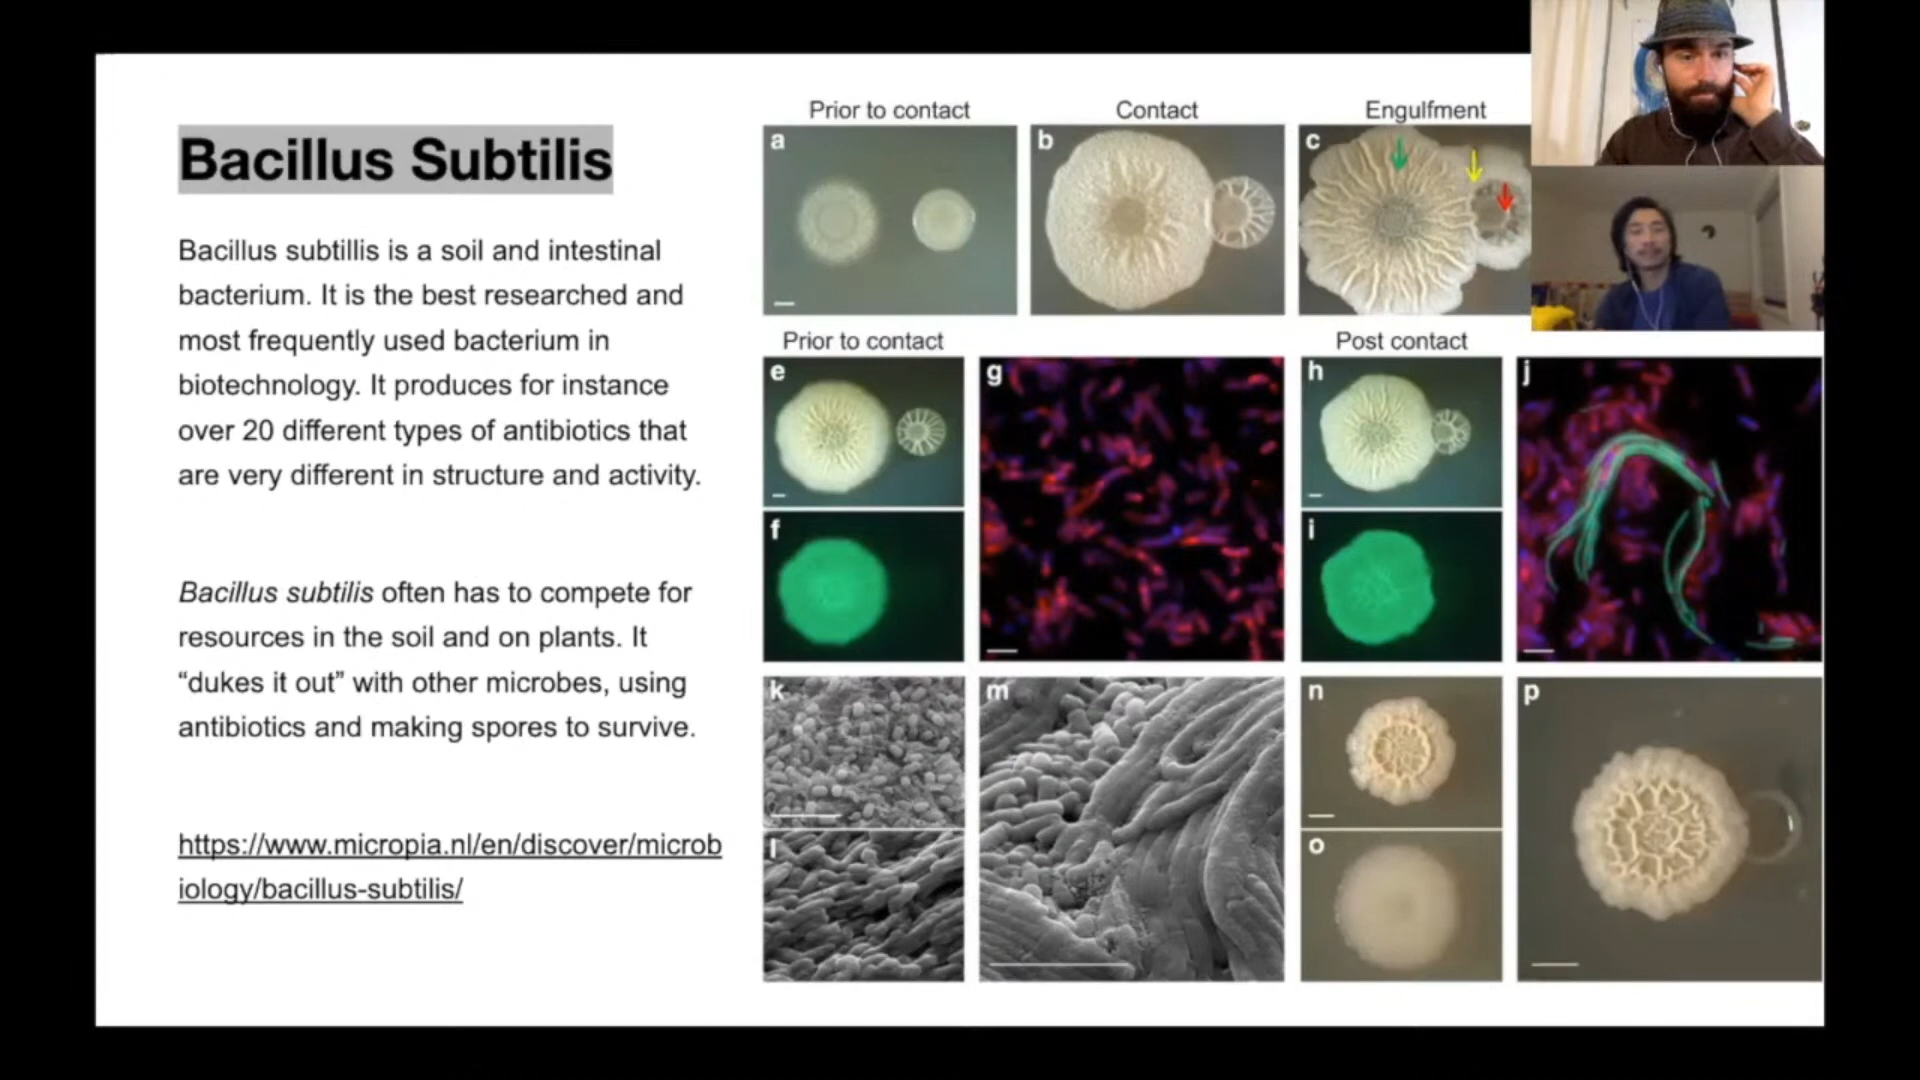 Bacillus Subtilis
Bacillus subtillis is a soil and intestinal
bacterium. It is the best researched and
most frequently used bacterium in
biotechnology. It produces for instance
over 20 different types of antibiotics that
are very different in structure and activity.
Bacillus subtilis often has to compete for
resources in the soil and on plants. It
“dukes it out” with other microbes, using
antibiotics and making spores to survive.
https://www.micropia.nl/en/discover/microb
iology/bacillus-subtilis/
Prior to contact
Contact
Engulfment
a
b
c
Prior to contact
Post contact
e
g
h
j
f
i
k
m
n
p
l
o